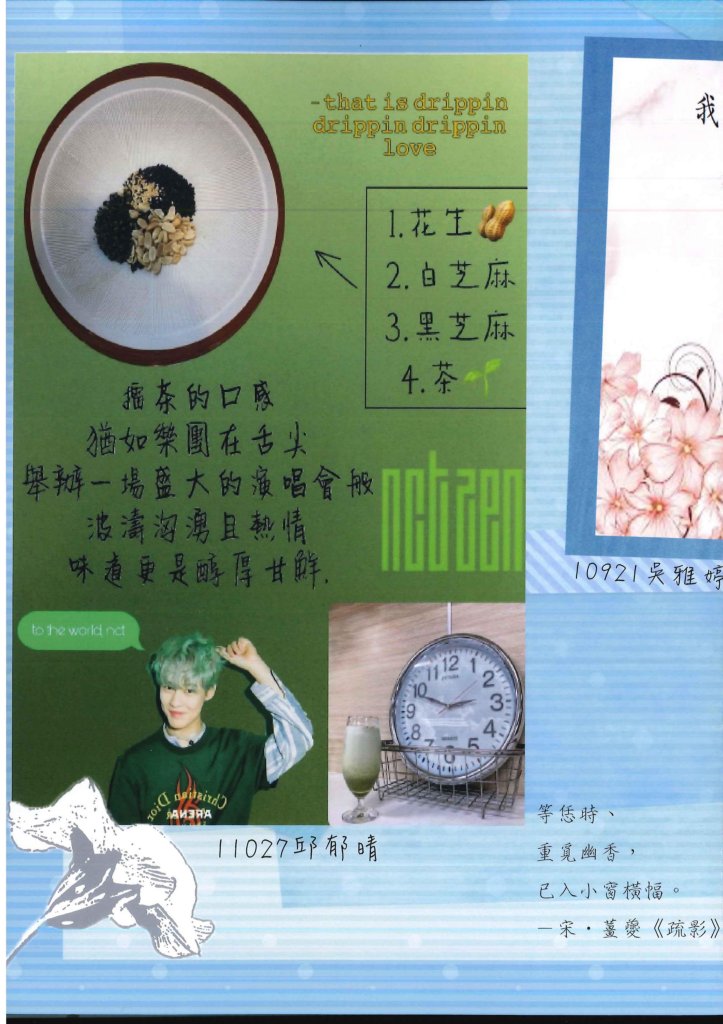 -that is drippin
drippin drippin
love
1.花生
2.白芝麻
3.黑芝麻
4.茶
擂茶的口感
猶如樂團在舌尖
舉辦一場盛大的演唱會般
波濤洶湧且熱情
味道更是醇厚甘鮮.
nctzen
to the world, nct
Christian Dior
ARENA
12
1
2
3
4
5
8
9
10
11
11027邱郁晴
我
10921吳雅婷
等恁時、
重覓幽香，
已入小窗橫幅。
－宋·薑夔《疏影》